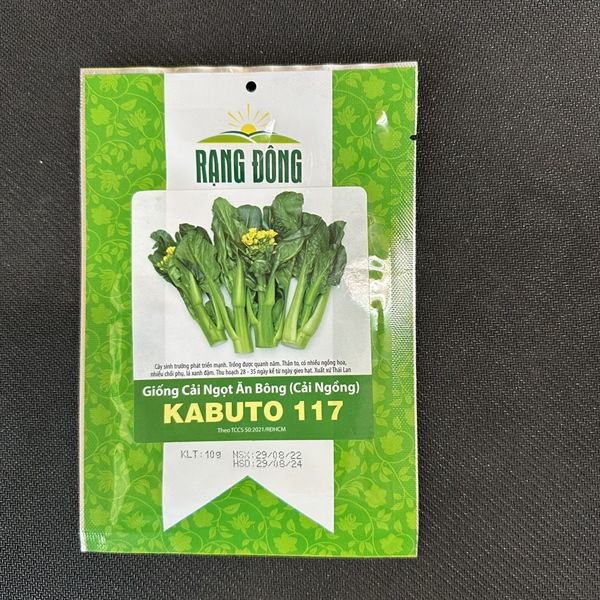 RẠNG ĐÔNG
Cây sinh trưởng phát triển mạnh. Trồng được quanh năm. Thân to, có nhiều ngồng hoa,
nhiều chồi phụ, lá xanh đậm. Thu hoạch 28 - 35 ngày kể từ ngày gieo hạt. Xuất xứ Thái Lan
Giống Cải Ngọt Ăn Bông (Cải Ngồng)
KABUTO 117
Theo TCCS 50:2021/RĐHCM
KLT: 10g NSX:29/08/22
HSD:29/08/24